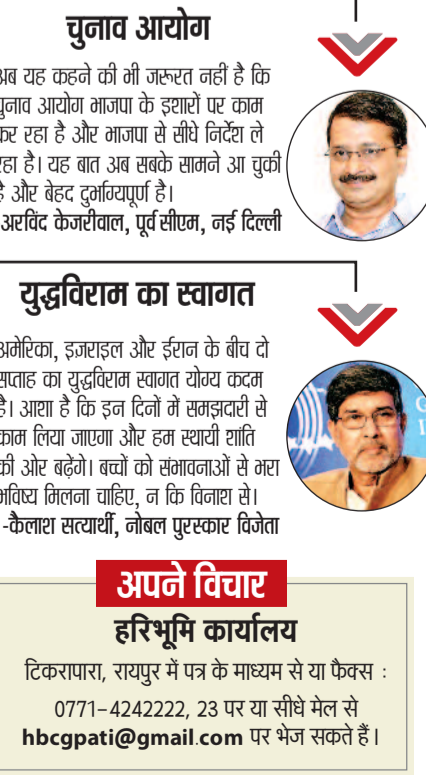 चुनाव आयोग
अब यह कहने की भी जरूरत नहीं है कि
चुनाव आयोग भाजपा के इशारों पर काम
कर रहा है और भाजपा से सीधे निर्देश ले
रहा है। यह बात अब सबके सामने आ चुकी
है और बेहद दुर्भाग्यपूर्ण है।
अरविंद केजरीवाल, पूर्व सीएम, नई दिल्ली
युद्धविराम का स्वागत
अमेरिका, इज़राइल और ईरान के बीच दो
सप्ताह का युद्धविराम स्वागत योग्य कदम
है। आशा है कि इन दिनों में समझदारी से
काम लिया जाएगा और हम स्थायी शांति
की ओर बढ़ेंगे। बच्चों को संभावनाओं से भरा
भविष्य मिलना चाहिए, न कि विनाश से।
-कैलाश सत्यार्थी, नोबल पुरस्कार विजेता
अपने विचार
हरिभूमि कार्यालय
टिकरापारा, रायपुर में पत्र के माध्यम से या फैक्स :
0771-4242222, 23 पर या सीधे मेल से
hbcgpati@gmail.com पर भेज सकते हैं।